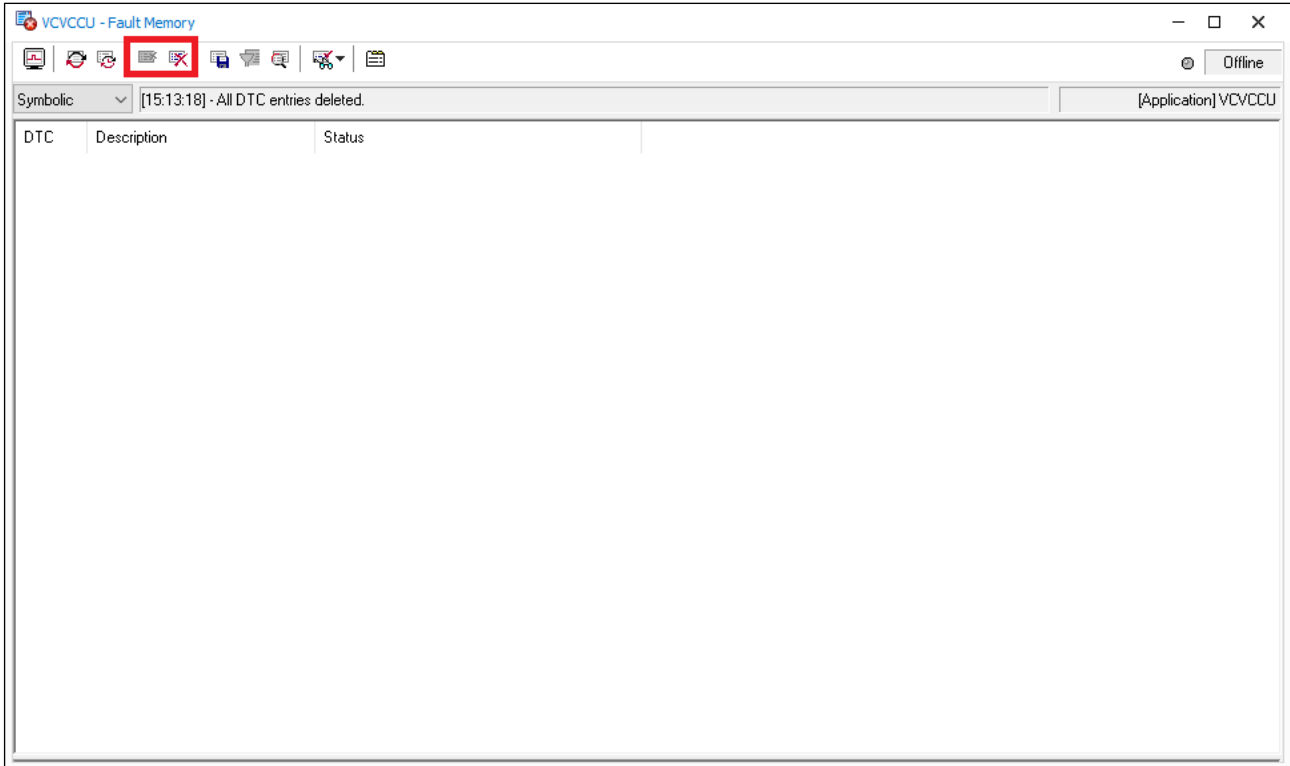 VCVCCU - Fault Memory
Offline
Symbolic [15:13:18] - All DTC entries deleted. [Application] VCVCCU
DTC Description Status